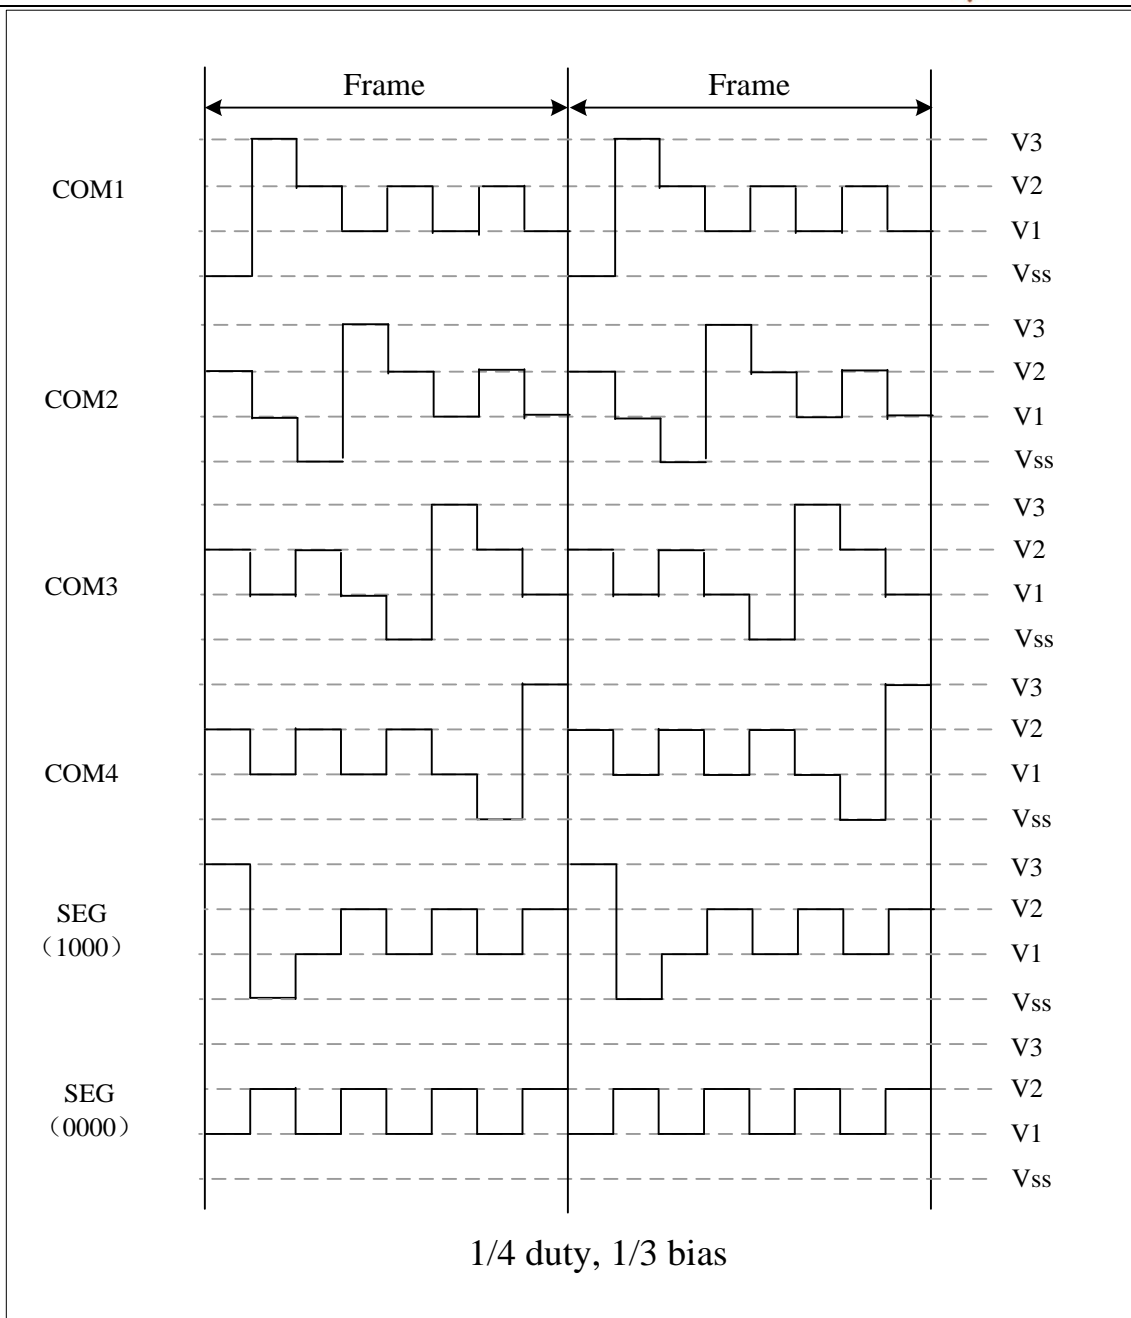 Frame Frame
V3
COM1 V2
V1
Vss
V3
COM2 V2
V1
Vss
V3
COM3 V2
V1
Vss
V3
V2
COM4 V1
Vss
V3
SEG V2
（1000） V1
Vss
V3
SEG V2
（0000） V1
Vss
1/4 duty, 1/3 bias